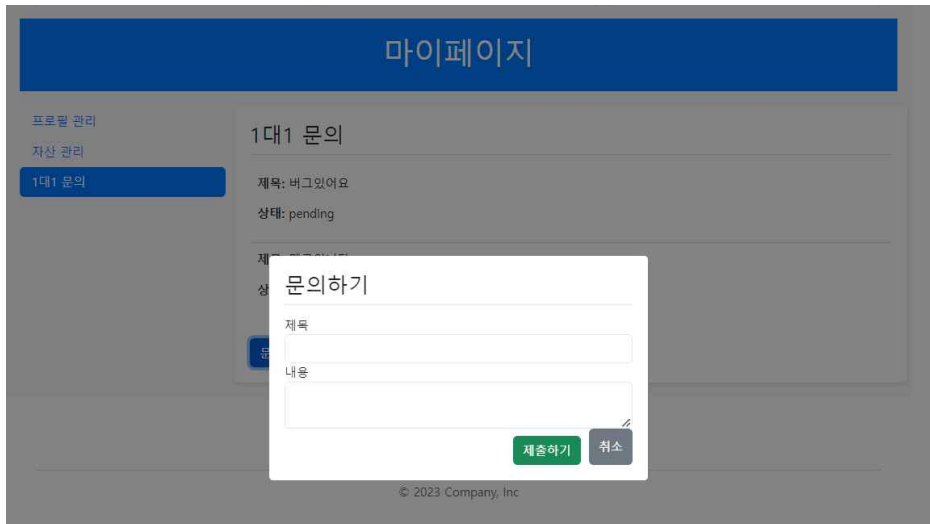 마이페이지
프로필 관리
자산 관리
1대1 문의
1대1 문의
제목: 버그있어요
상태: pending
문의하기
제목
내용
제출하기
취소
© 2023 Company, Inc